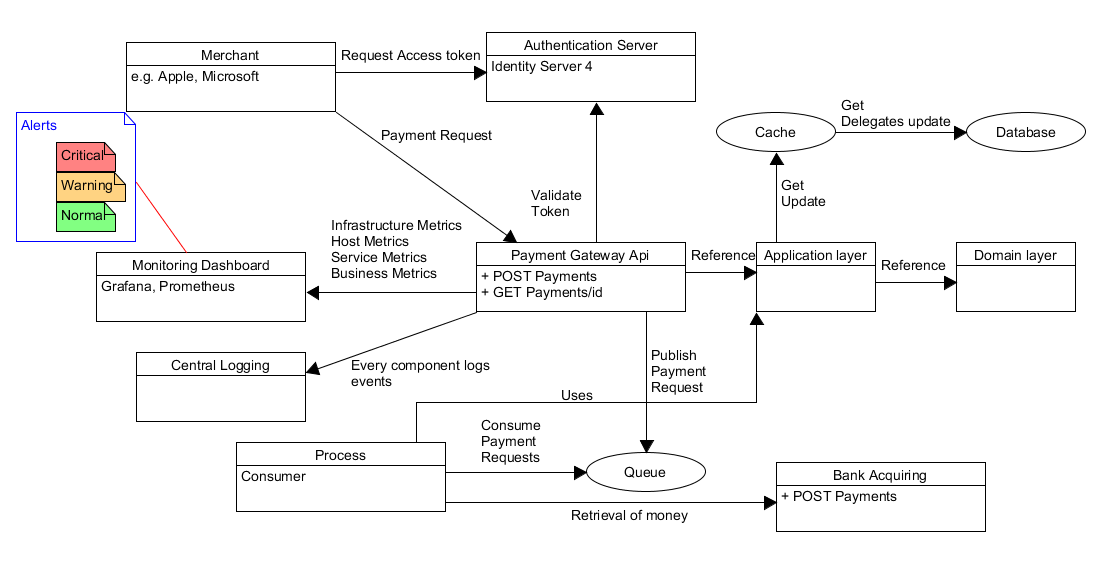 Merchant
e.g. Apple, Microsoft
Request Access token
Authentication Server
Identity Server 4
Alerts
Critical
Warning
Normal
Payment Request
Cache
Get
Delegates update
Database
Validate
Token
Get
Update
Infrastructure Metrics
Host Metrics
Service Metrics
Business Metrics
Monitoring Dashboard
Grafana, Prometheus
Payment Gateway Api
+ POST Payments
+ GET Payments/id
Reference
Application layer
Reference
Domain layer
Central Logging
Every component logs
events
Publish
Payment
Request
Uses
Consume
Payment
Requests
Process
Consumer
Queue
Bank Acquiring
+ POST Payments
Retrieval of money